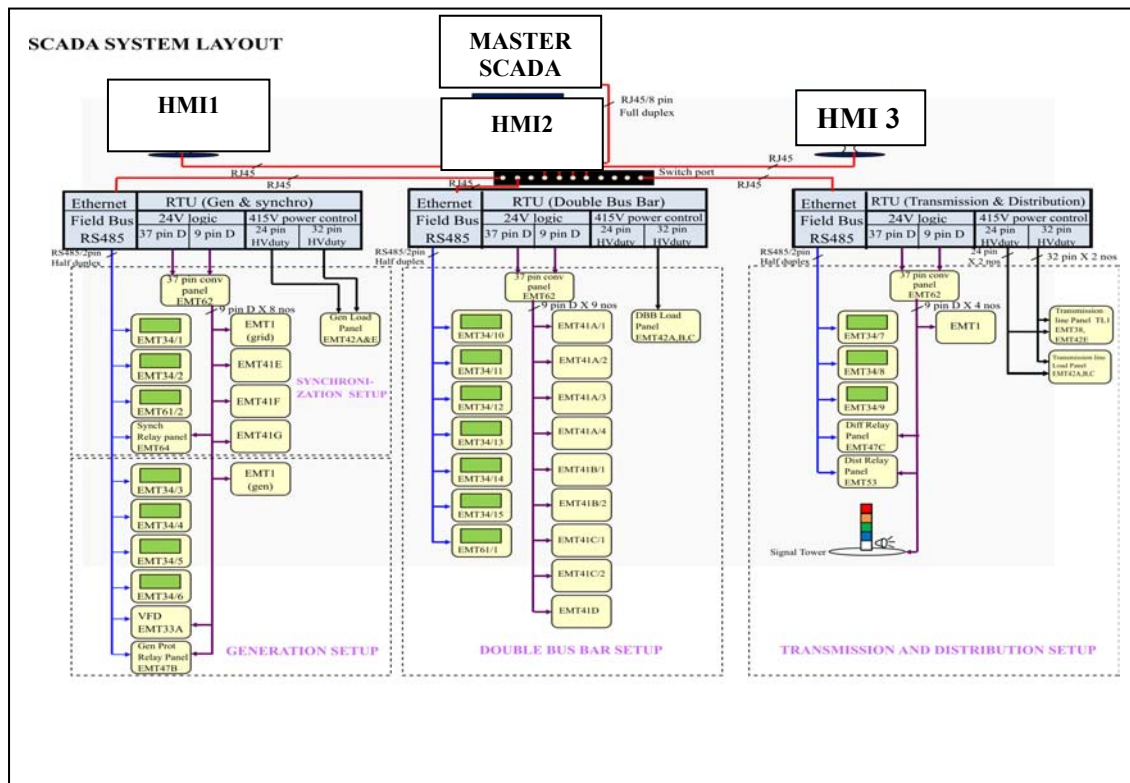 SCADA SYSTEM LAYOUT
MASTER
SCADA
HMI1
HMI2
HMI 3
RJ45/8 pin
Full duplex
RJ45
RJ45
RJ45
Switch port
RJ45
Ethernet
RTU (Gen & synchro)
Field Bus
RS485
24V logic
415V power control
37 pin D
9 pin D
24 pin
HVduty
32 pin
HVduty
RS485/2pin
Half duplex
37 pin conv
panel
EMT62
9 pin D X 8 nos
EMT34/1
EMT34/2
EMT61/2
Synch
Relay panel
EMT64
EMT1
(grid)
EMT41E
EMT41F
EMT41G
Gen Load
Panel
EMT42A&E
SYNCHRONI-
ZATION SETUP
EMT34/3
EMT34/4
EMT34/5
EMT34/6
VFD
EMT33A
Gen Prot
Relay Panel
EMT47B
EMT1
(gen)
GENERATION SETUP
Ethernet
RTU (Double Bus Bar)
Field Bus
RS485
24V logic
415V power control
37 pin D
9 pin D
24 pin
HVduty
32 pin
HVduty
RS485/2pin
Half duplex
37 pin conv
panel
EMT62
9 pin D X 9 nos
EMT34/10
EMT34/11
EMT34/12
EMT34/13
EMT34/14
EMT34/15
EMT61/1
EMT41A/1
EMT41A/2
EMT41A/3
EMT41A/4
EMT41B/1
EMT41B/2
EMT41C/1
EMT41C/2
EMT41D
DBB Load
Panel
EMT42A,B,C
DOUBLE BUS BAR SETUP
Ethernet
RTU (Transmission & Distribution)
Field Bus
RS485
24V logic
415V power control
37 pin D
9 pin D
24 pin
HVduty
32 pin
HVduty
RS485/2pin
Half duplex
24 pin
X 2 nos
32 pin X 2 nos
37 pin conv
panel
EMT62
9 pin D X 4 nos
EMT34/7
EMT34/8
EMT34/9
Diff Relay
Panel
EMT47C
Dist Relay
Panel
EMT53
EMT1
Transmission
line Panel TL1
EMT38,
EMT42E
Transmission line
Load Panel
EMT42A,B,C
Signal Tower
TRANSMISSION AND DISTRIBUTION SETUP